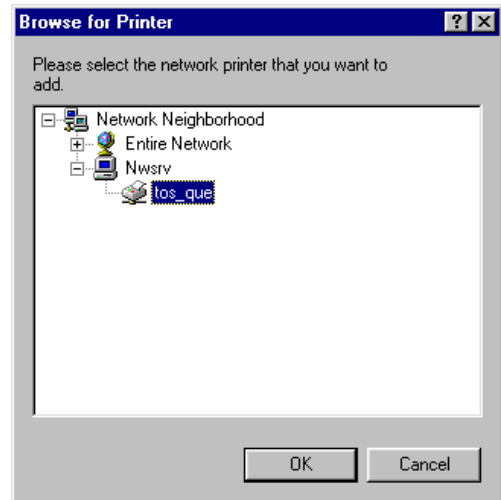 Browse for Printer
Please select the network printer that you want to
add.
Network Neighborhood
Entire Network
Nwsrv
tos_que
OK Cancel